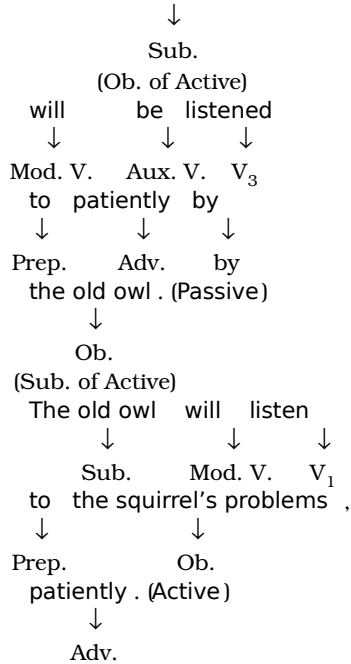 ↓
Sub.
(Ob. of Active)
will be listened
↓ ↓ ↓
Mod. V. Aux. V. V₃
to patiently by
↓ ↓ ↓
Prep. Adv. by
the old owl . (Passive)
↓
Ob.
(Sub. of Active)
The old owl will listen
↓ ↓ ↓
Sub. Mod. V. V₁
to the squirrel's problems ,
↓ ↓
Prep. Ob.
patiently . (Active)
↓
Adv.